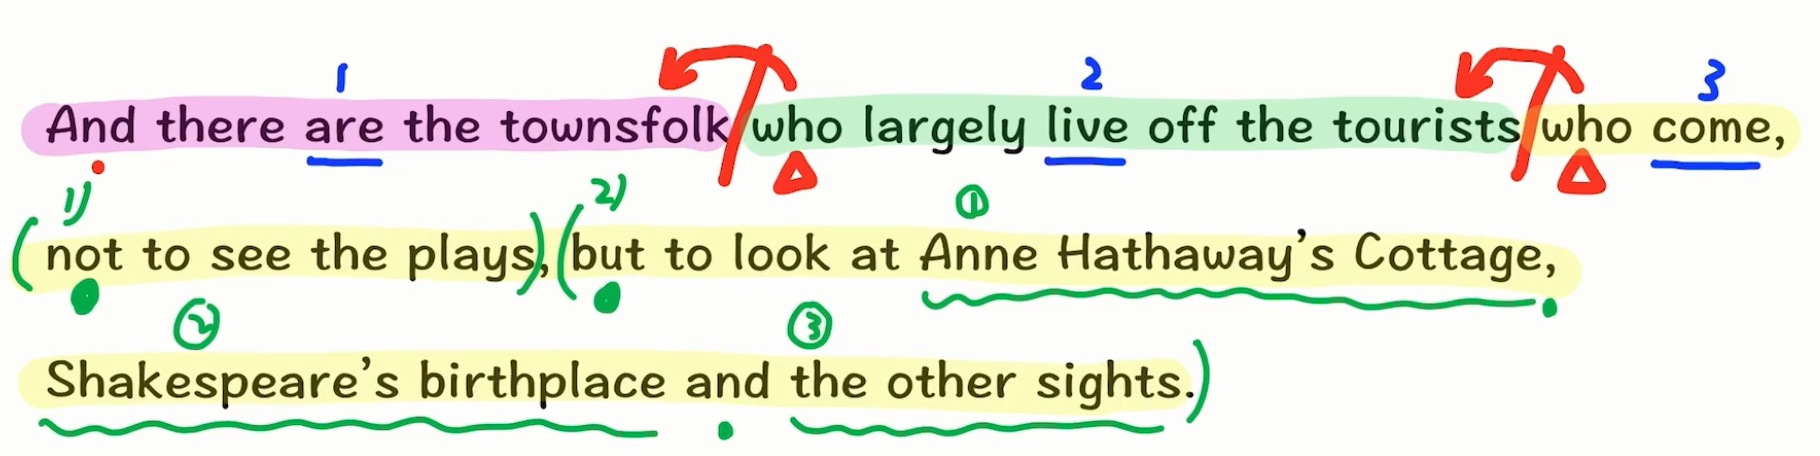 1 2 3
And there are the townsfolk / who largely live off the tourists / who come,
1) 2) ①
(not to see the plays), (but to look at Anne Hathaway's Cottage,
② ③
Shakespeare's birthplace and the other sights.)